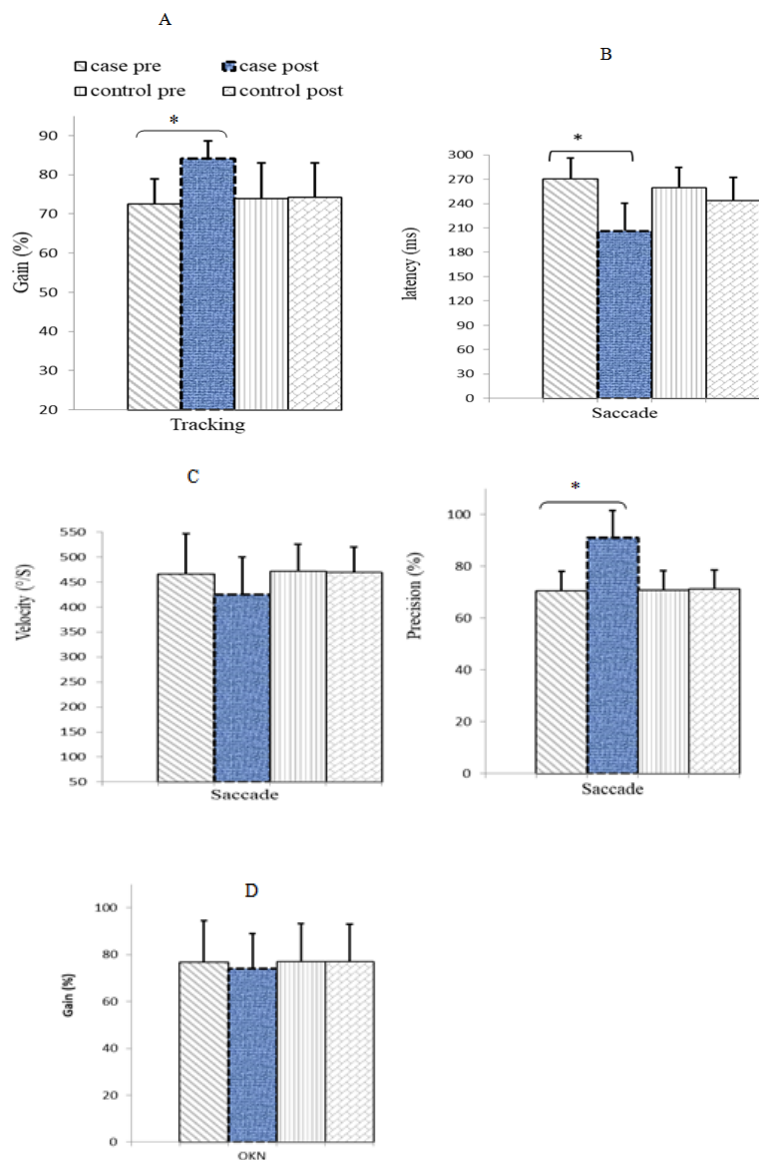 A
case pre case post
control pre control post
*
90
80
70
60
50
40
30
20
Gain (%)
Tracking
B
*
300
270
240
210
180
150
120
90
60
30
0
latency (ms)
Saccade
C
550
500
450
400
350
300
250
200
150
100
50
Velocity (°/S)
Saccade
*
100
80
60
40
20
0
Precision (%)
Saccade
D
100
80
60
40
20
0
Gain (%)
OKN